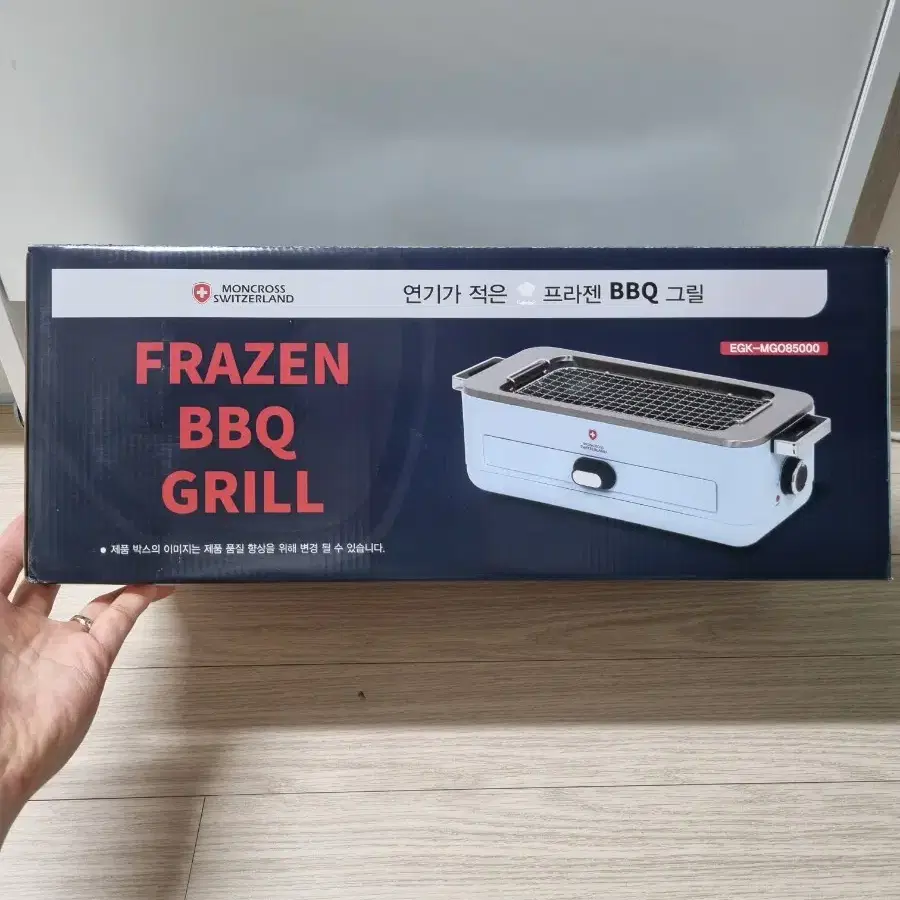 MONCROSS
SWITZERLAND
연기가 적은 프라젠 BBQ 그릴
EGK-MGO85000
FRAZEN
BBQ
GRILL
MONCROSS
SWITZERLAND
• 제품 박스의 이미지는 제품 품질 향상을 위해 변경 될 수 있습니다.